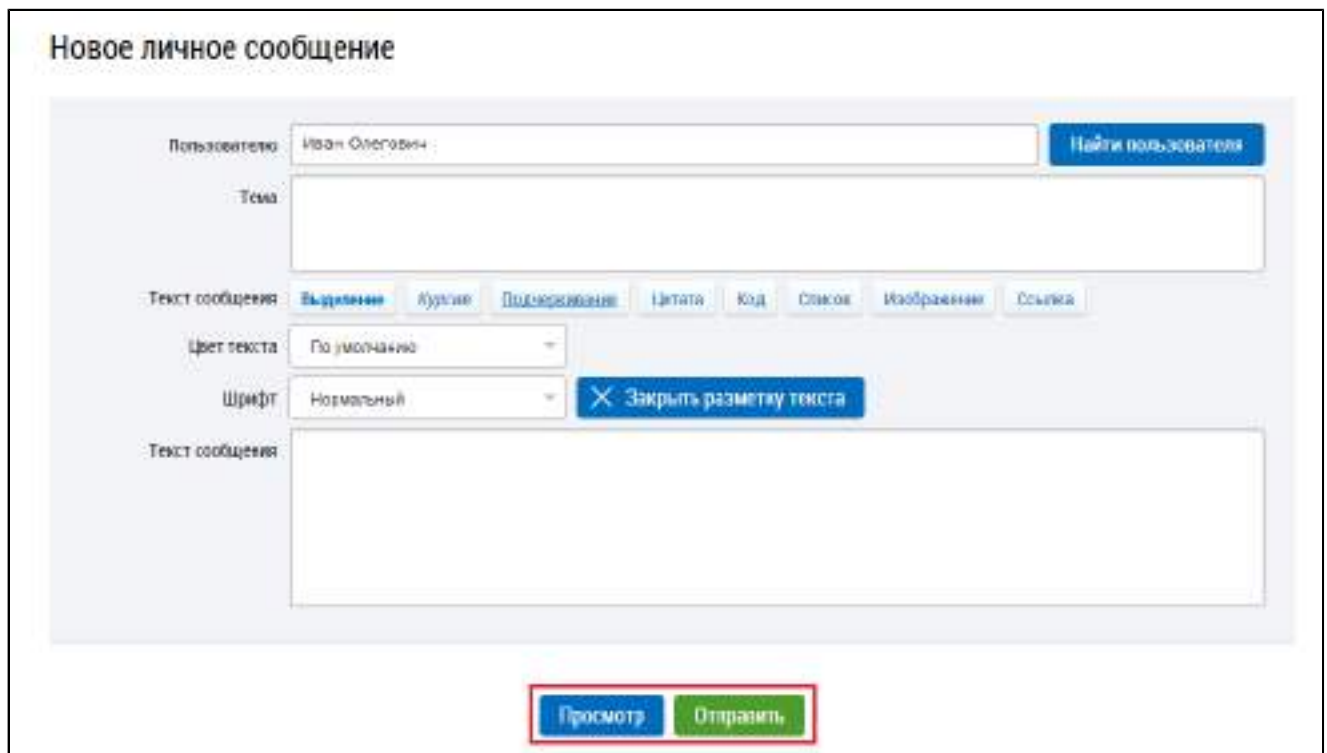 Новое личное сообщение
Пользователю Иван Олегович Найти пользователя
Тема
Текст сообщения Выделение Курсив Подчеркивание Цитата Код Список Изображение Ссылка
Цвет текста По умолчанию
Шрифт Нормальный Закрыть разметку текста
Текст сообщения
Просмотр Отправить